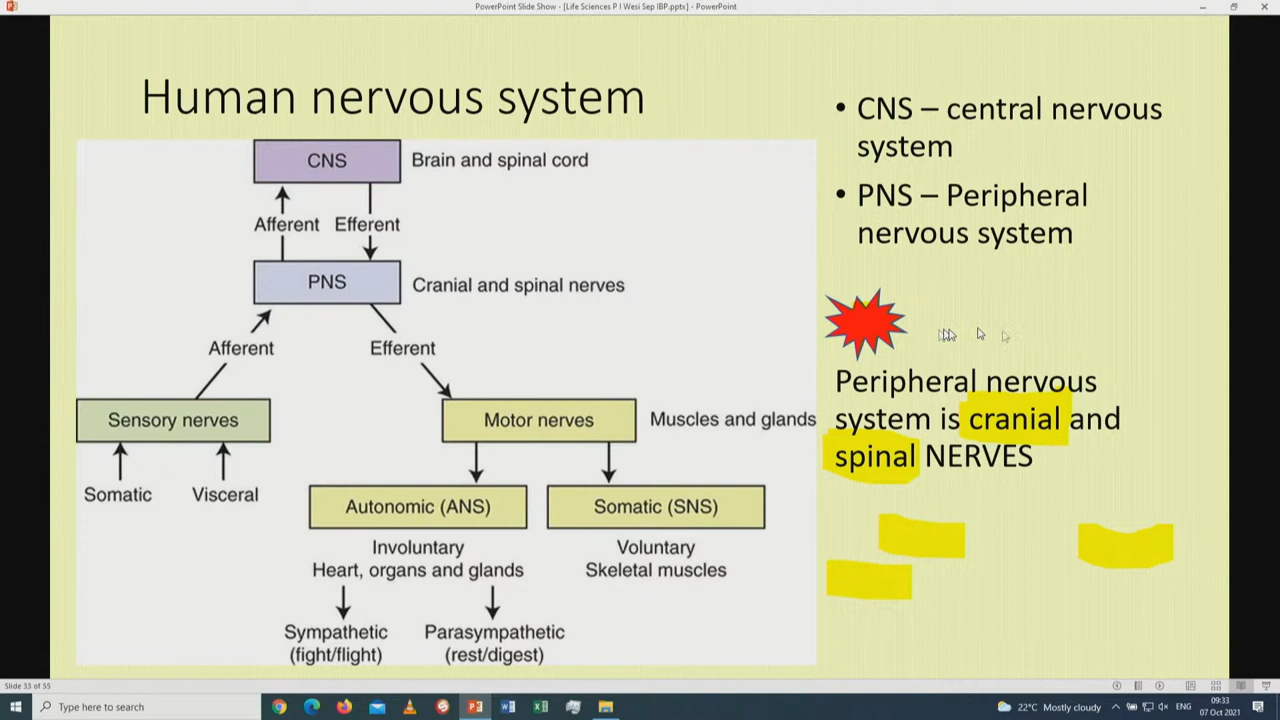 PowerPoint Slide Show - [Life Sciences P I Wesi Sep IBP.pptx] - PowerPoint
Human nervous system
CNS
Brain and spinal cord
Afferent
Efferent
PNS
Cranial and spinal nerves
Afferent
Efferent
Sensory nerves
Motor nerves
Muscles and glands
Somatic
Visceral
Autonomic (ANS)
Somatic (SNS)
Involuntary
Heart, organs and glands
Voluntary
Skeletal muscles
Sympathetic
(fight/flight)
Parasympathetic
(rest/digest)
• CNS – central nervous
system
• PNS – Peripheral
nervous system
Peripheral nervous
system is cranial and
spinal NERVES
Slide 33 of 55
Type here to search
22°C Mostly cloudy
ENG
09:33
07 Oct 2021